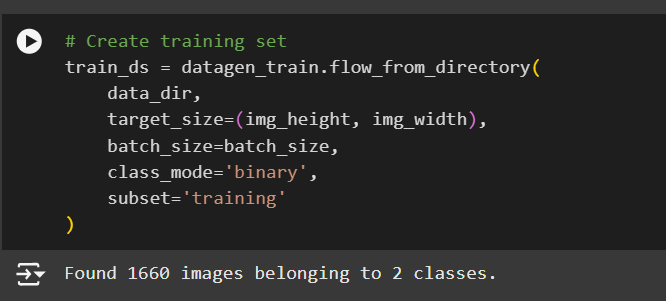 # Create training set
train_ds = datagen_train.flow_from_directory(
    data_dir,
    target_size=(img_height, img_width),
    batch_size=batch_size,
    class_mode='binary',
    subset='training'
)
Found 1660 images belonging to 2 classes.